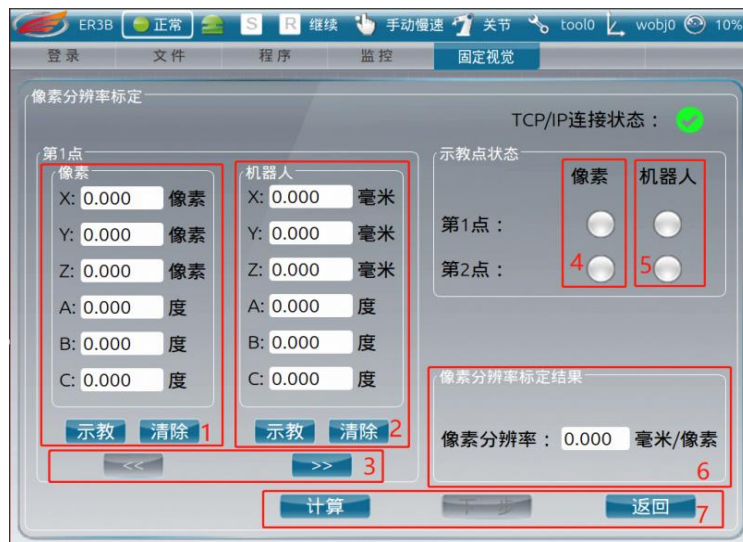 ER3B 正常 S R 继续 手动慢速 关节 tool0 wobj0 10%
登录 文件 程序 监控 固定视觉
像素分辨率标定
TCP/IP连接状态：
第1点
像素
X: 0.000 像素
Y: 0.000 像素
Z: 0.000 像素
A: 0.000 度
B: 0.000 度
C: 0.000 度
示教 清除 1
机器人
X: 0.000 毫米
Y: 0.000 毫米
Z: 0.000 毫米
A: 0.000 度
B: 0.000 度
C: 0.000 度
示教 清除 2
<< >> 3
示教点状态
像素 机器人
第1点：
第2点： 4 5
像素分辨率标定结果
像素分辨率： 0.000 毫米/像素
6
计算 下一步 返回 7